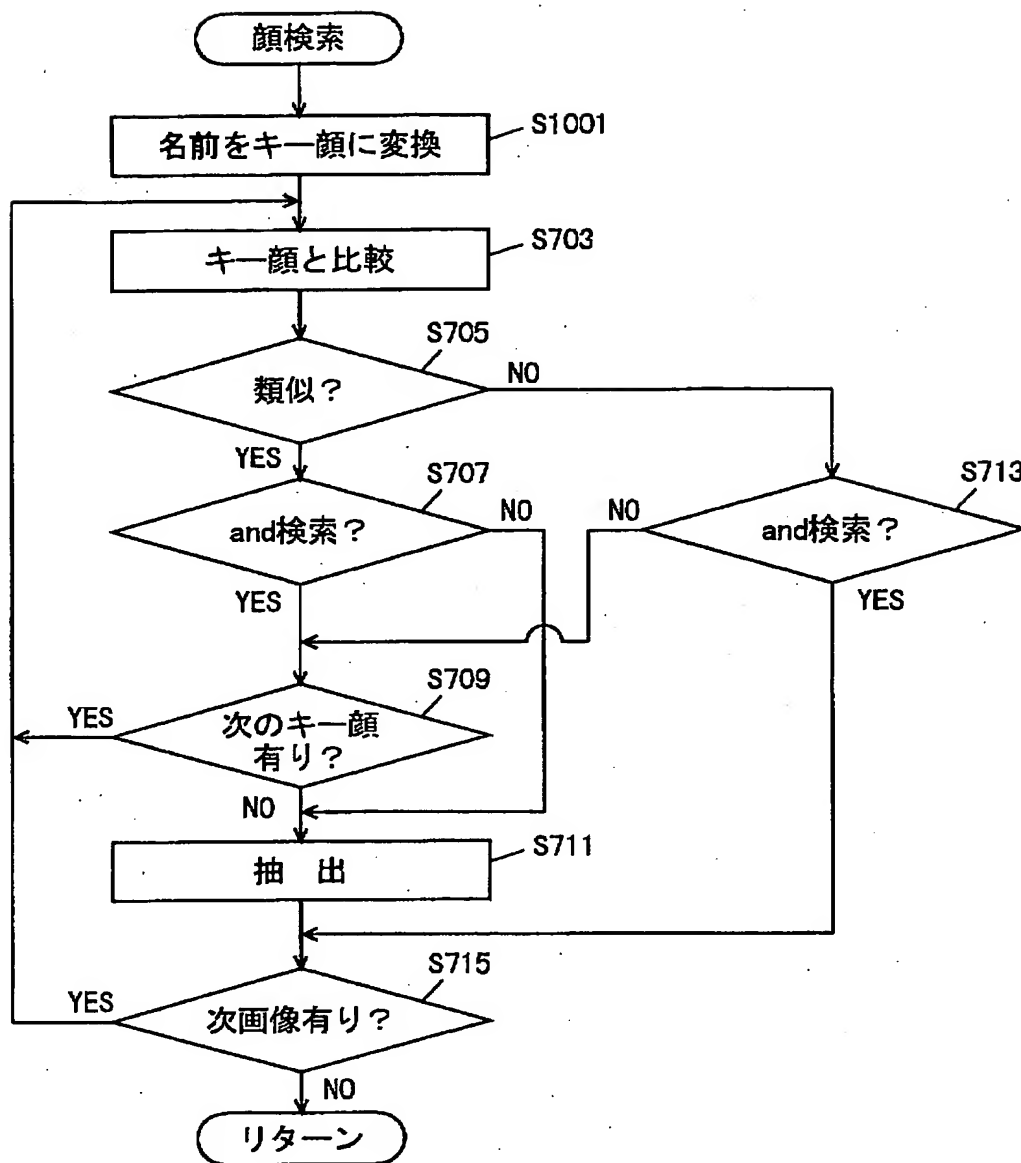 顔検索
名前をキー顔に変換
S1001
キー顔と比較
S703
S705
類似?
NO
YES
S707
S713
and検索?
NO
NO
and検索?
YES
YES
S709
YES
次のキー顔
有り?
NO
S711
抽 出
S715
YES
次画像有り?
NO
リターン